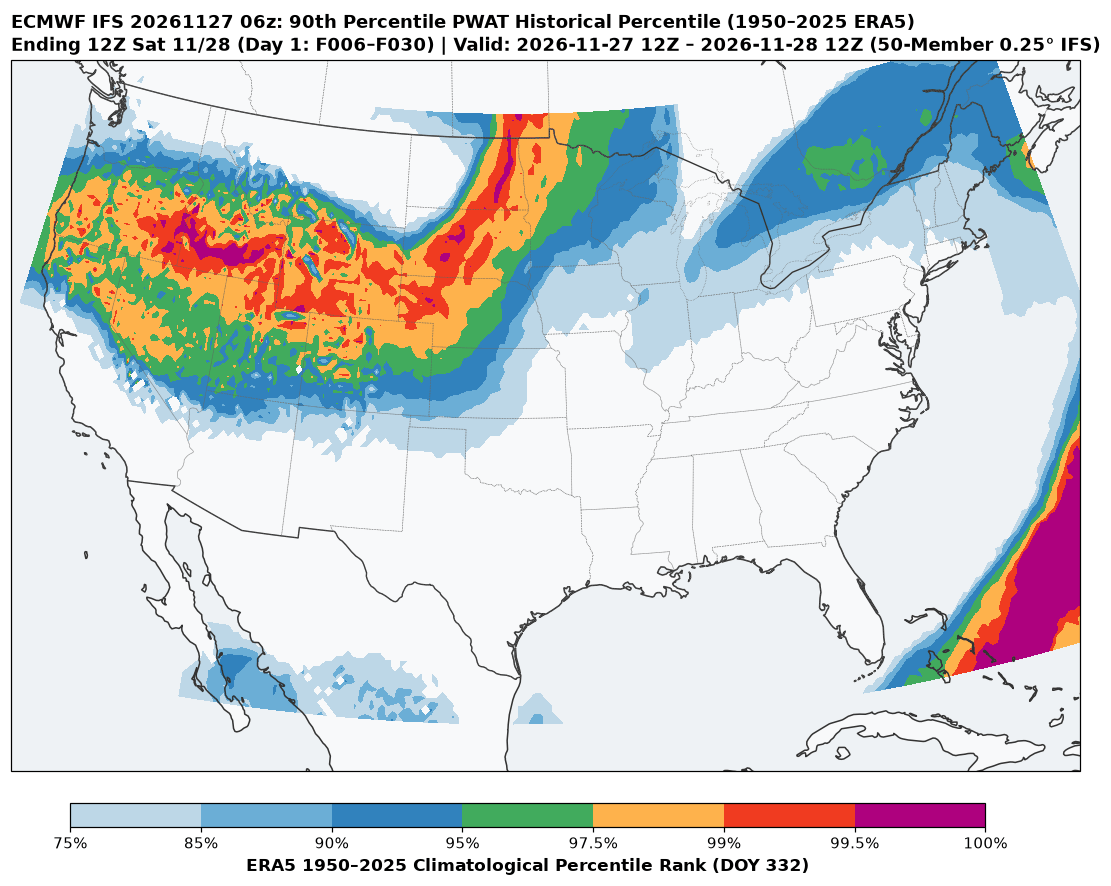 ECMWF IFS 20261127 06z: 90th Percentile PWAT Historical Percentile (1950–2025 ERA5)
Ending 12Z Sat 11/28 (Day 1: F006–F030) | Valid: 2026-11-27 12Z – 2026-11-28 12Z (50-Member 0.25° IFS)
75% 85% 90% 95% 97.5% 99% 99.5% 100%
ERA5 1950–2025 Climatological Percentile Rank (DOY 332)